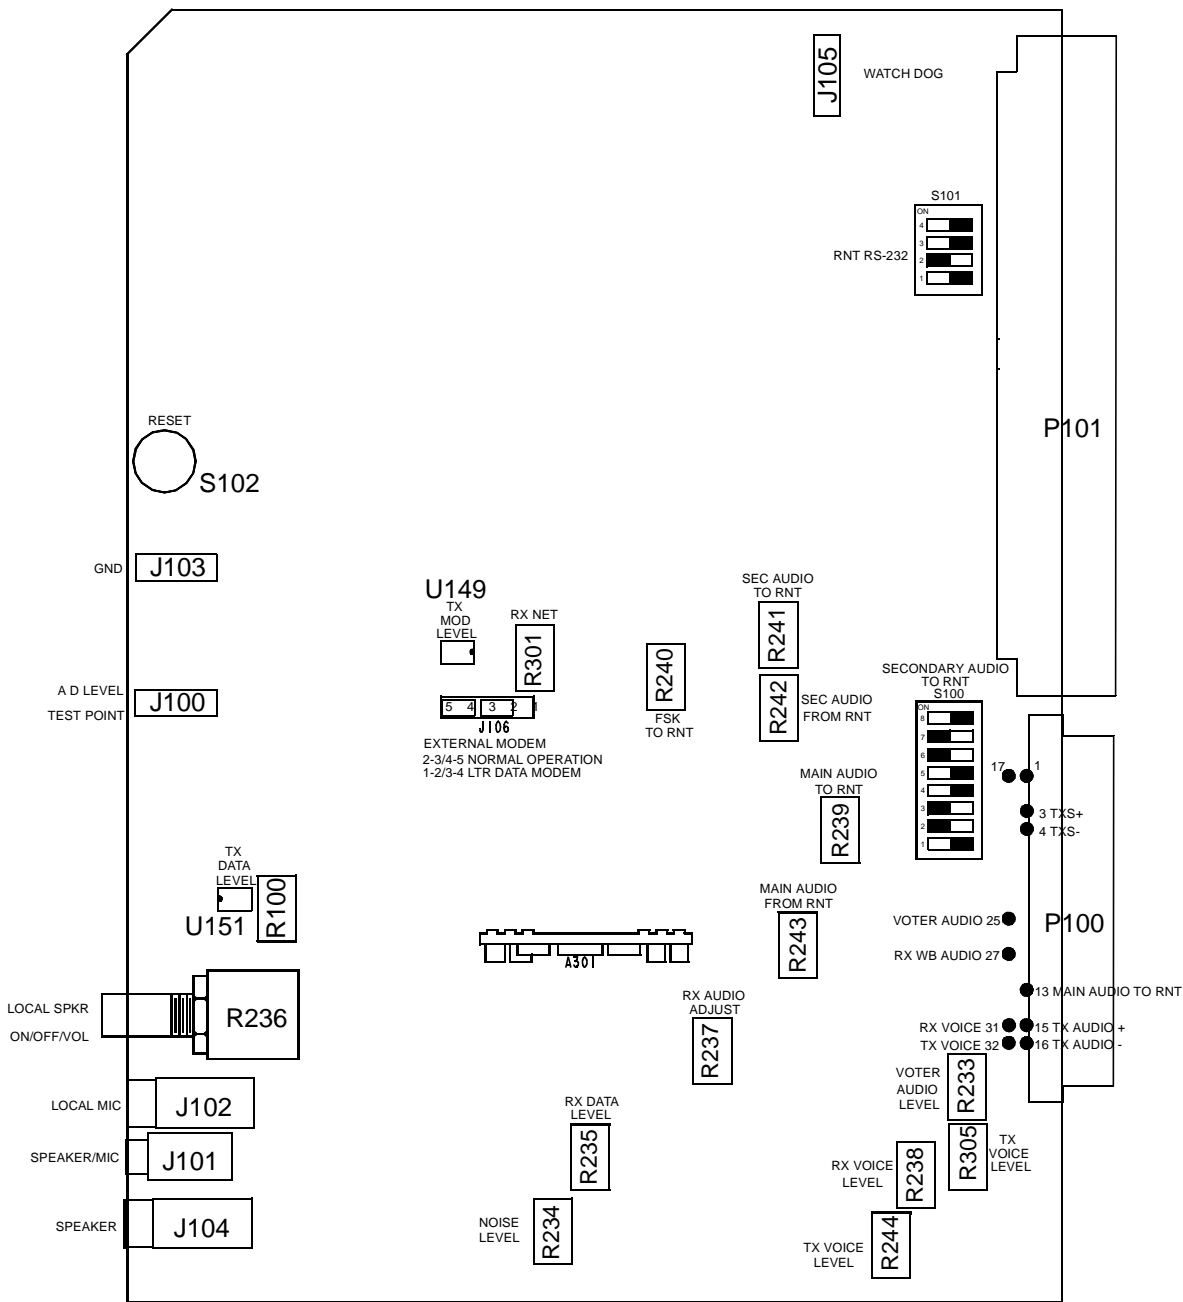 J105
WATCH DOG
S101
ON
4
3
2
1
RNT RS-232
P101
RESET
S102
GND
J103
A D LEVEL
TEST POINT
J100
U149
TX
MOD
LEVEL
RX NET
R301
5 4 3 2 1
J106
EXTERNAL MODEM
2-3/4-5 NORMAL OPERATION
1-2/3-4 LTR DATA MODEM
R240
FSK
TO RNT
SEC AUDIO
TO RNT
R241
R242
SEC AUDIO
FROM RNT
SECONDARY AUDIO
TO RNT
S100
ON
8
7
6
5
4
3
2
1
17
1
3 TXS+
4 TXS-
MAIN AUDIO
TO RNT
R239
TX
DATA
LEVEL
U151
R100
MAIN AUDIO
FROM RNT
R243
VOTER AUDIO 25
P100
RX WB AUDIO 27
A301
13 MAIN AUDIO TO RNT
RX VOICE 31
15 TX AUDIO +
TX VOICE 32
16 TX AUDIO -
LOCAL SPKR
ON/OFF/VOL
R236
RX AUDIO
ADJUST
R237
VOTER
AUDIO
LEVEL
R233
LOCAL MIC
J102
RX DATA
LEVEL
R235
SPEAKER/MIC
J101
R305
TX
VOICE
LEVEL
RX VOICE
LEVEL
R238
SPEAKER
J104
NOISE
LEVEL
R234
TX VOICE
LEVEL
R244